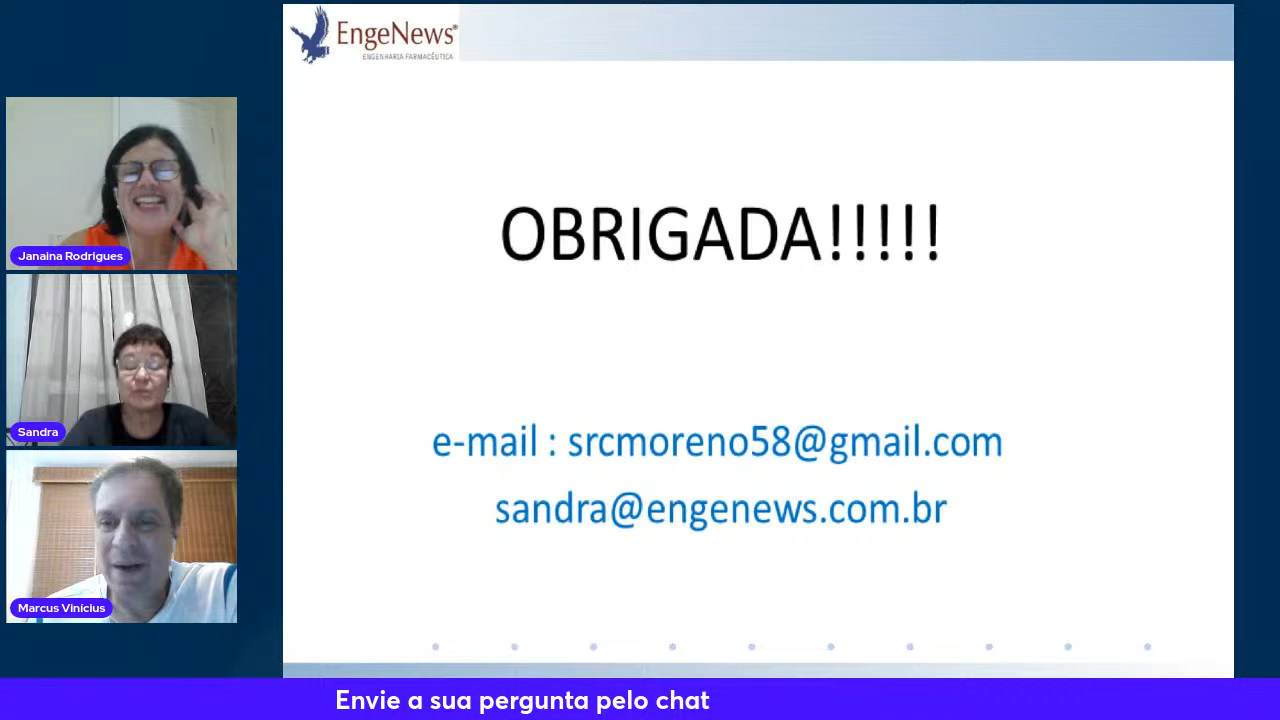 EngeNews®
ENGENHARIA FARMACÊUTICA
Janaina Rodrigues
Sandra
Marcus Vinícius
OBRIGADA!!!!!
e-mail : srcmoreno58@gmail.com
sandra@engenews.com.br
Envie a sua pergunta pelo chat